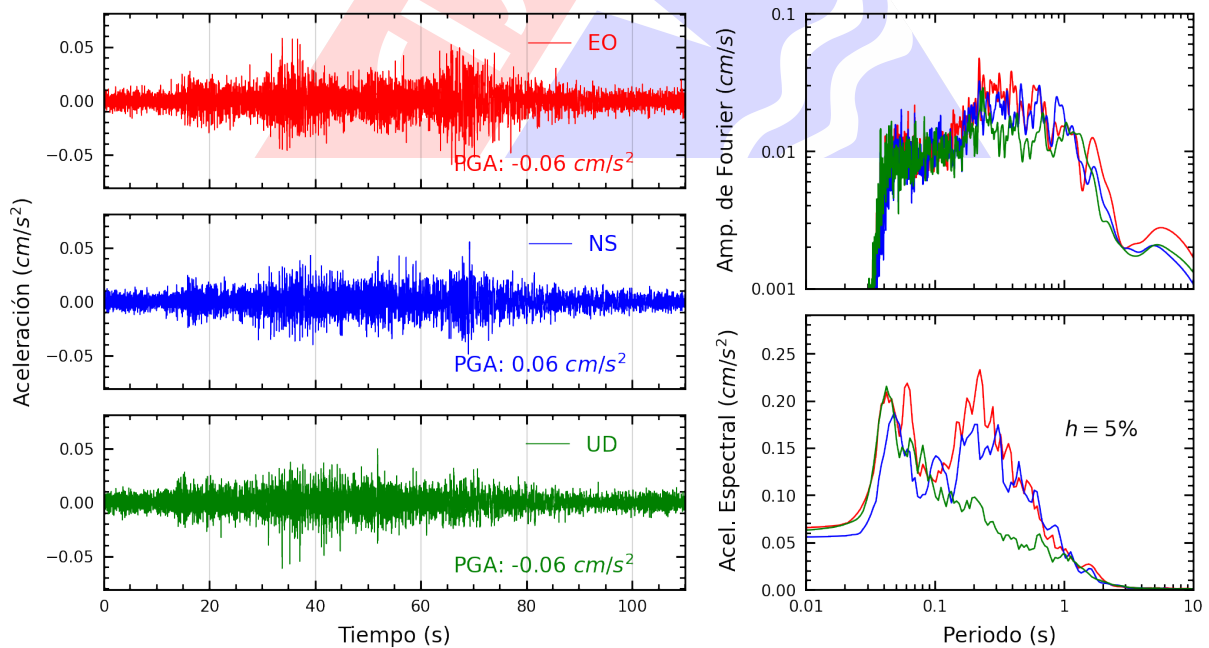 Aceleración (cm/s²)
0.05
0.00
−0.05
EO
PGA: -0.06 cm/s²
0.05
0.00
−0.05
NS
PGA: 0.06 cm/s²
0.05
0.00
−0.05
UD
PGA: -0.06 cm/s²
0 20 40 60 80 100
Tiempo (s)
Amp. de Fourier (cm/s)
0.1
0.01
0.001
Acel. Espectral (cm/s²)
0.25
0.20
0.15
0.10
0.05
0.00
h = 5%
0.01 0.1 1 10
Periodo (s)